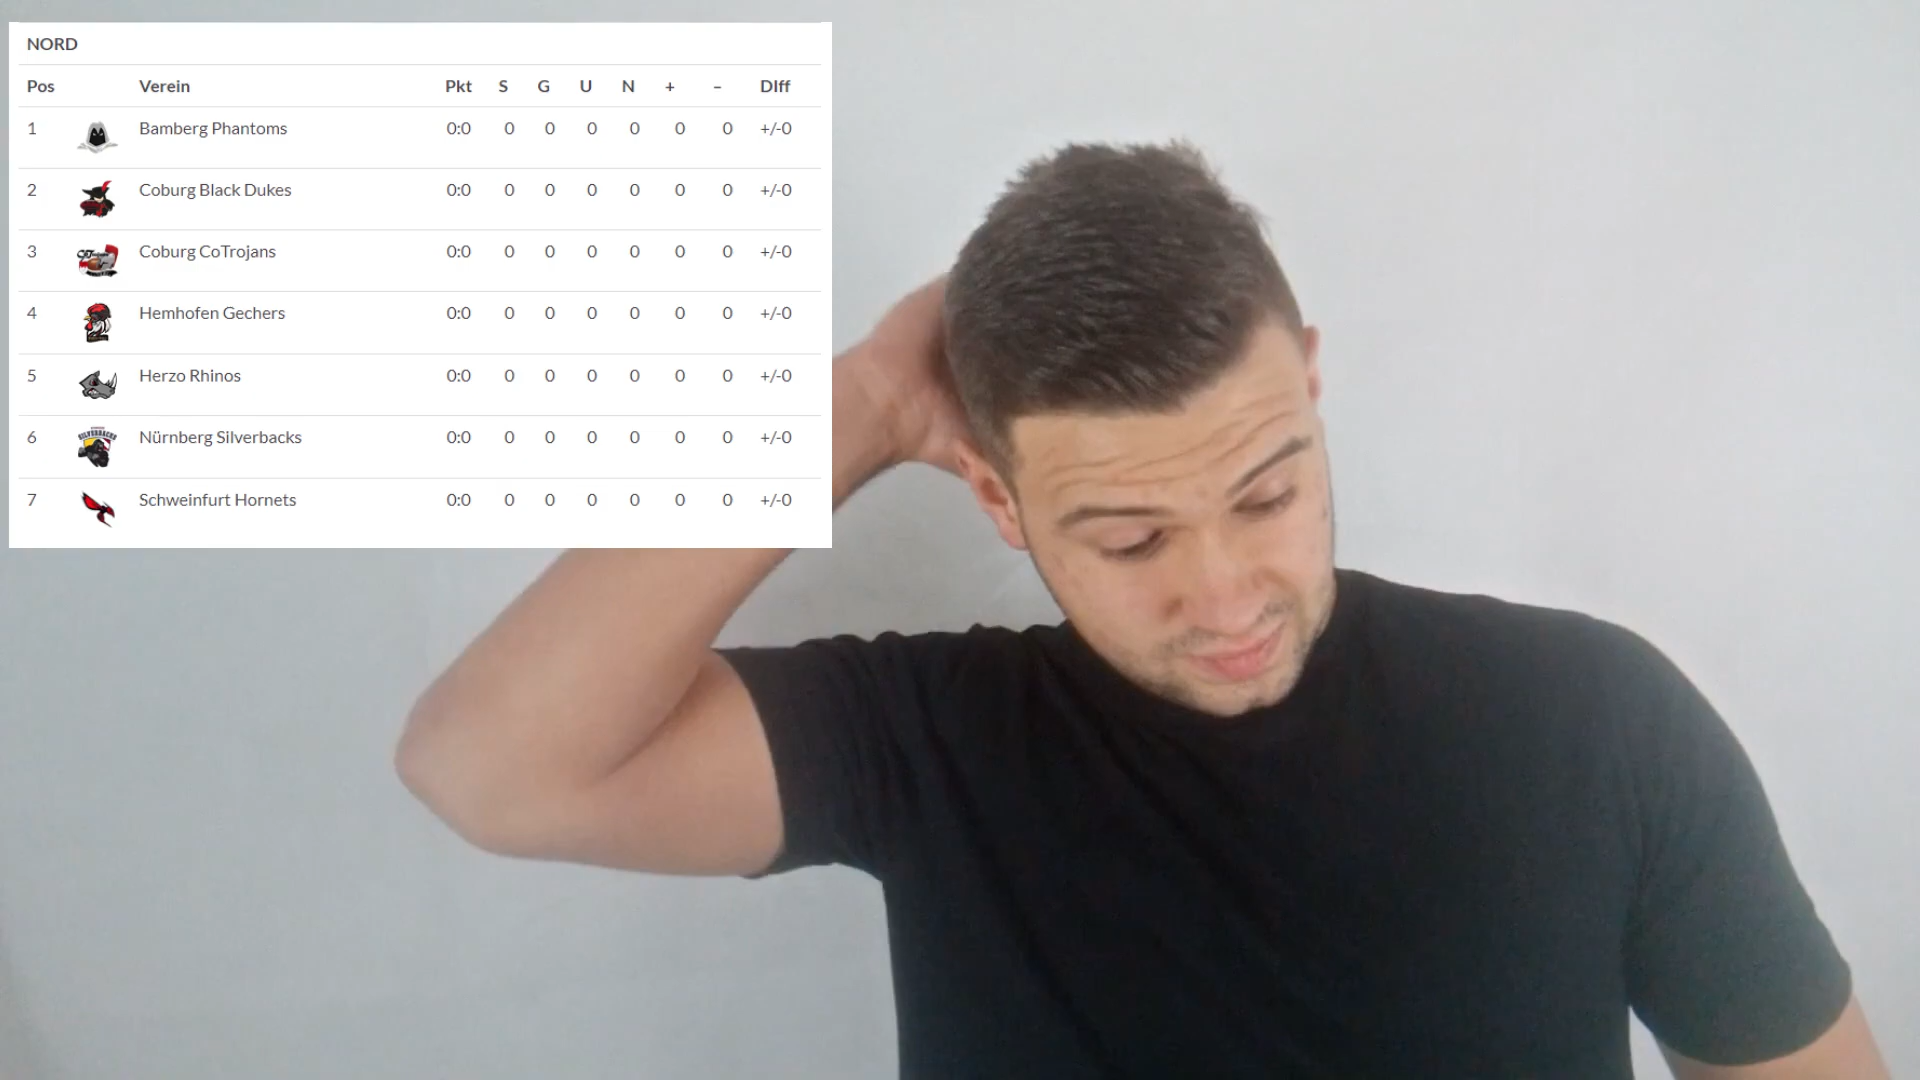 NORD
Pos Verein Pkt S G U N + – DIff
1 Bamberg Phantoms 0:0 0 0 0 0 0 0 +/-0
2 Coburg Black Dukes 0:0 0 0 0 0 0 0 +/-0
3 Coburg CoTrojans 0:0 0 0 0 0 0 0 +/-0
4 Hemhofen Gechers 0:0 0 0 0 0 0 0 +/-0
5 Herzo Rhinos 0:0 0 0 0 0 0 0 +/-0
6 SILVERBACKS Nürnberg Silverbacks 0:0 0 0 0 0 0 0 +/-0
7 Schweinfurt Hornets 0:0 0 0 0 0 0 0 +/-0